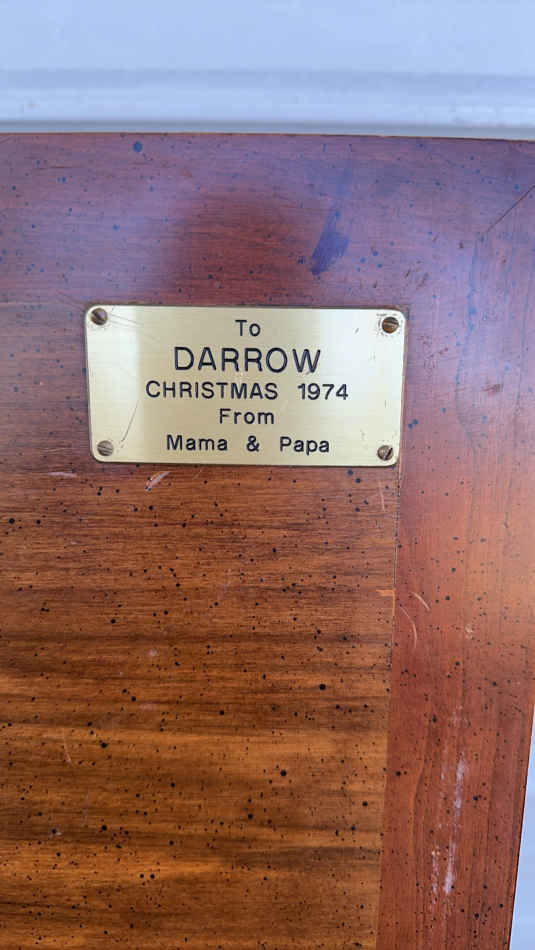 To
DARROW
CHRISTMAS 1974
From
Mama & Papa